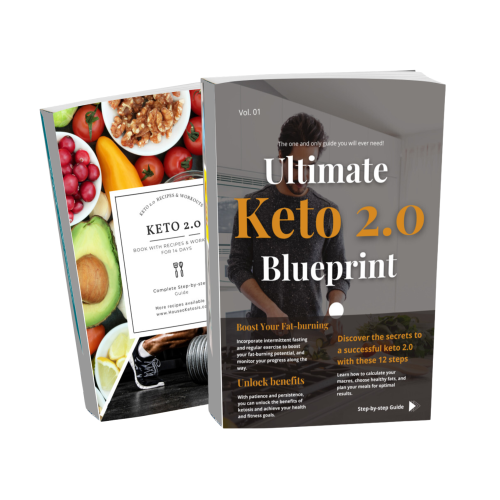 KETO 2.0 RECIPES & WORKOUTS
KETO 2.0
BOOK WITH RECIPES &
FOR 14 DAYS
Complete Step-by-step
Guide
More recipes available
Vol. 01
The one and only guide you will ever need!
Ultimate
Keto 2.0
Blueprint
Boost Your Fat-burning
Incorporate intermittent fasting
and regular exercise to boost
your fat-burning potential, and
monitor your progress along the
way.
Unlock benefits
With patience and persistence,
you can unlock the benefits of
ketosis and achieve your health
and fitness goals.
Discover the secrets to
a successful keto 2.0
with these 12 steps
Learn how to calculate your
macros, choose healthy fats, and
plan your meals for optimal
results.
Step-by-step Guide